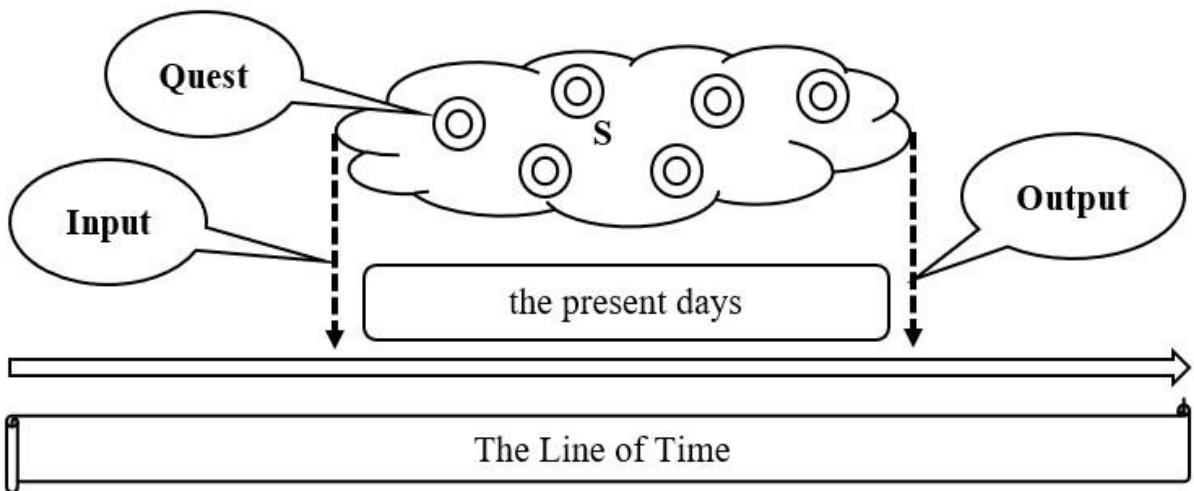 Quest
S
Input
Output
the present days
The Line of Time